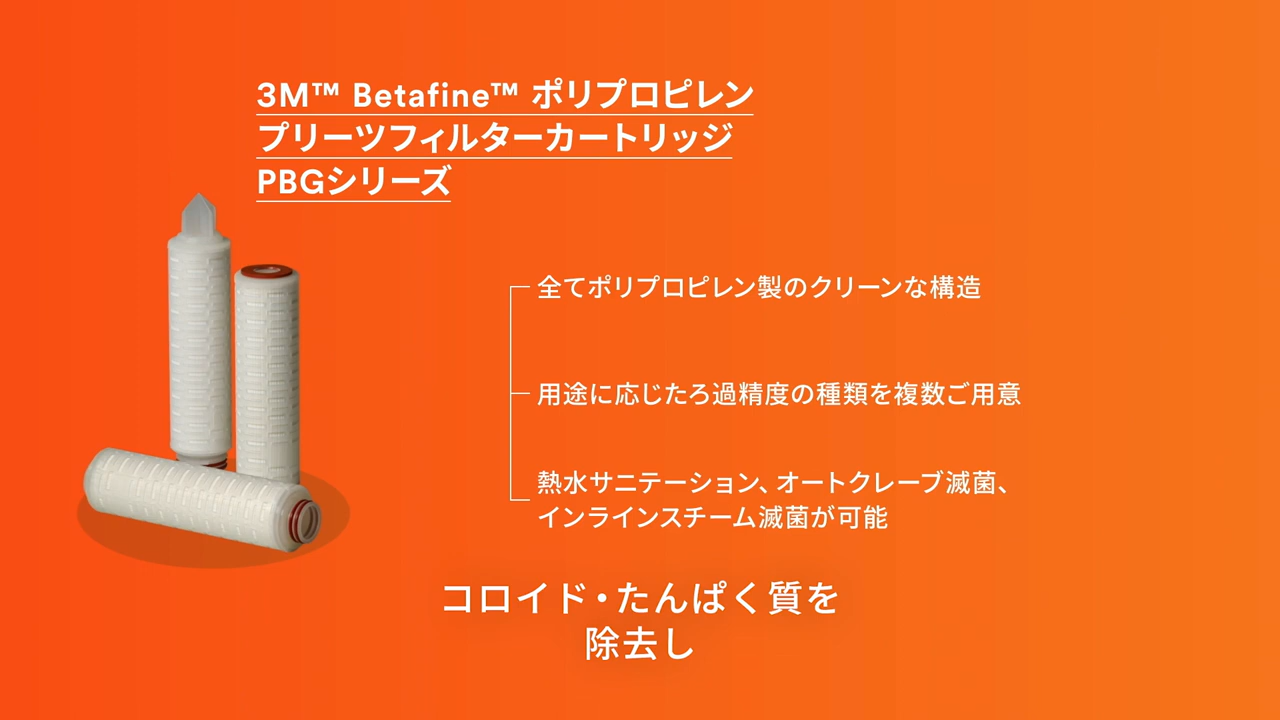 3M™ Betafine™ ポリプロピレン
プリーツフィルターカートリッジ
PBGシリーズ
全てポリプロピレン製のクリーンな構造
用途に応じたろ過精度の種類を複数ご用意
熱水サニテーション、オートクレーブ滅菌、
インラインスチーム滅菌が可能
コロイド・たんぱく質を
除去し